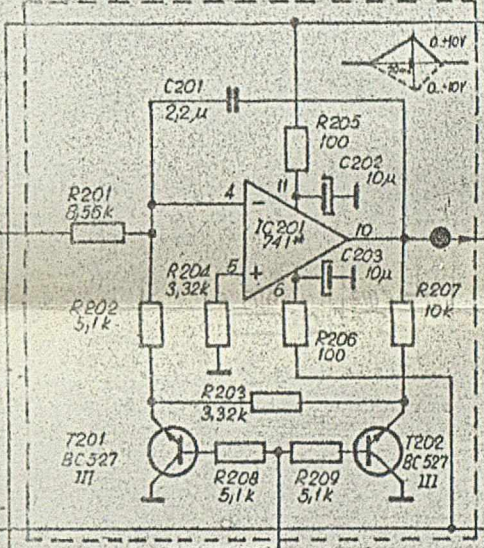 0..+10V
0..-10V
C201
2,2µ
R205
100
C202
10µ
11
R201
8,56k
4
-
IC201
741
10
C203
10µ
R204
3,32k
5
+
6
R207
10k
R202
5,1k
R206
100
R203
3,32k
T201
BC527
III
T202
BC527
III
R208
5,1k
R209
5,1k